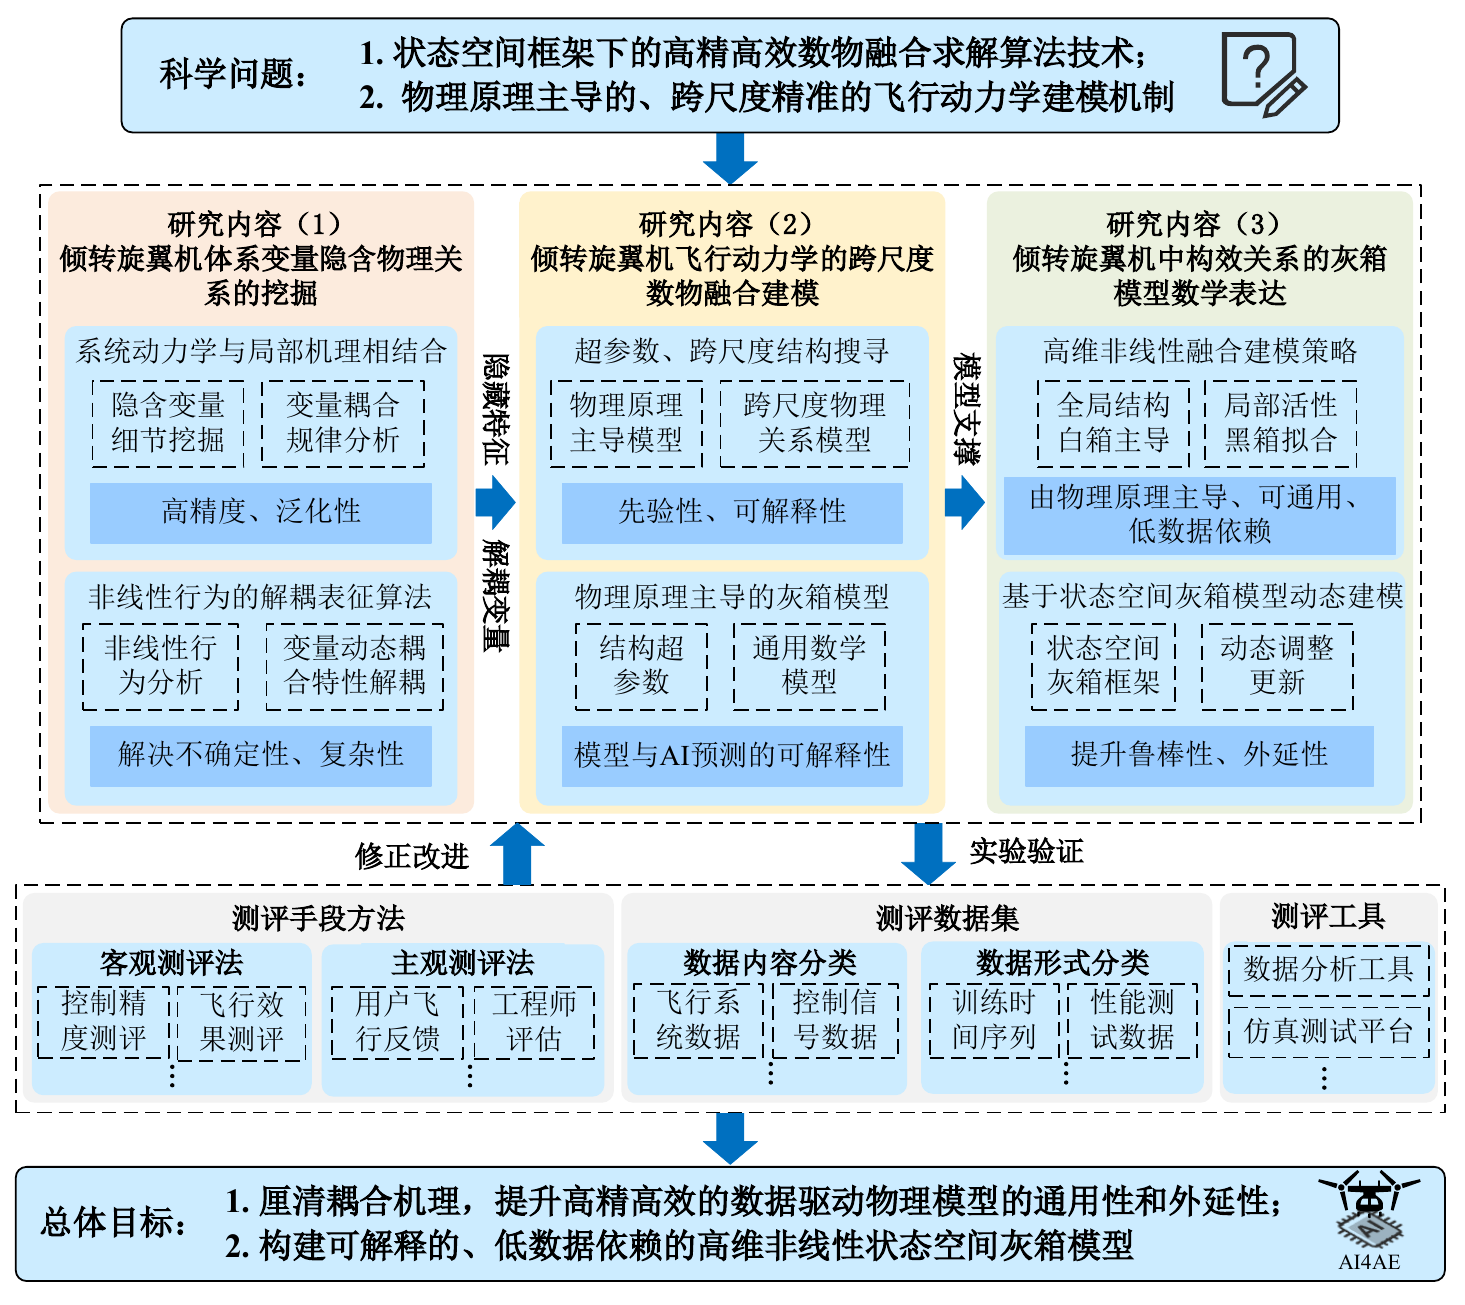 科学问题：
1. 状态空间框架下的高精高效数物融合求解算法技术；
2. 物理原理主导的、跨尺度精准的飞行动力学建模机制
研究内容（1）
倾转旋翼机体系变量隐含物理关
系的挖掘
系统动力学与局部机理相结合
隐含变量
细节挖掘
变量耦合
规律分析
高精度、泛化性
非线性行为的解耦表征算法
非线性行
为分析
变量动态耦
合特性解耦
解决不确定性、复杂性
隐藏特征
解耦变量
研究内容（2）
倾转旋翼机飞行动力学的跨尺度
数物融合建模
超参数、跨尺度结构搜寻
物理原理
主导模型
跨尺度物理
关系模型
先验性、可解释性
物理原理主导的灰箱模型
结构超
参数
通用数学
模型
模型与AI预测的可解释性
模型支撑
研究内容（3）
倾转旋翼机中构效关系的灰箱
模型数学表达
高维非线性融合建模策略
全局结构
白箱主导
局部活性
黑箱拟合
由物理原理主导、可通用、
低数据依赖
基于状态空间灰箱模型动态建模
状态空间
灰箱框架
动态调整
更新
提升鲁棒性、外延性
修正改进
实验验证
测评手段方法
客观测评法
控制精
度测评
飞行效
果测评
主观测评法
用户飞
行反馈
工程师
评估
测评数据集
数据内容分类
飞行系
统数据
控制信
号数据
数据形式分类
训练时
间序列
性能测
试数据
测评工具
数据分析工具
仿真测试平台
总体目标：
1. 厘清耦合机理，提升高精高效的数据驱动物理模型的通用性和外延性；
2. 构建可解释的、低数据依赖的高维非线性状态空间灰箱模型
AI
AI4AE